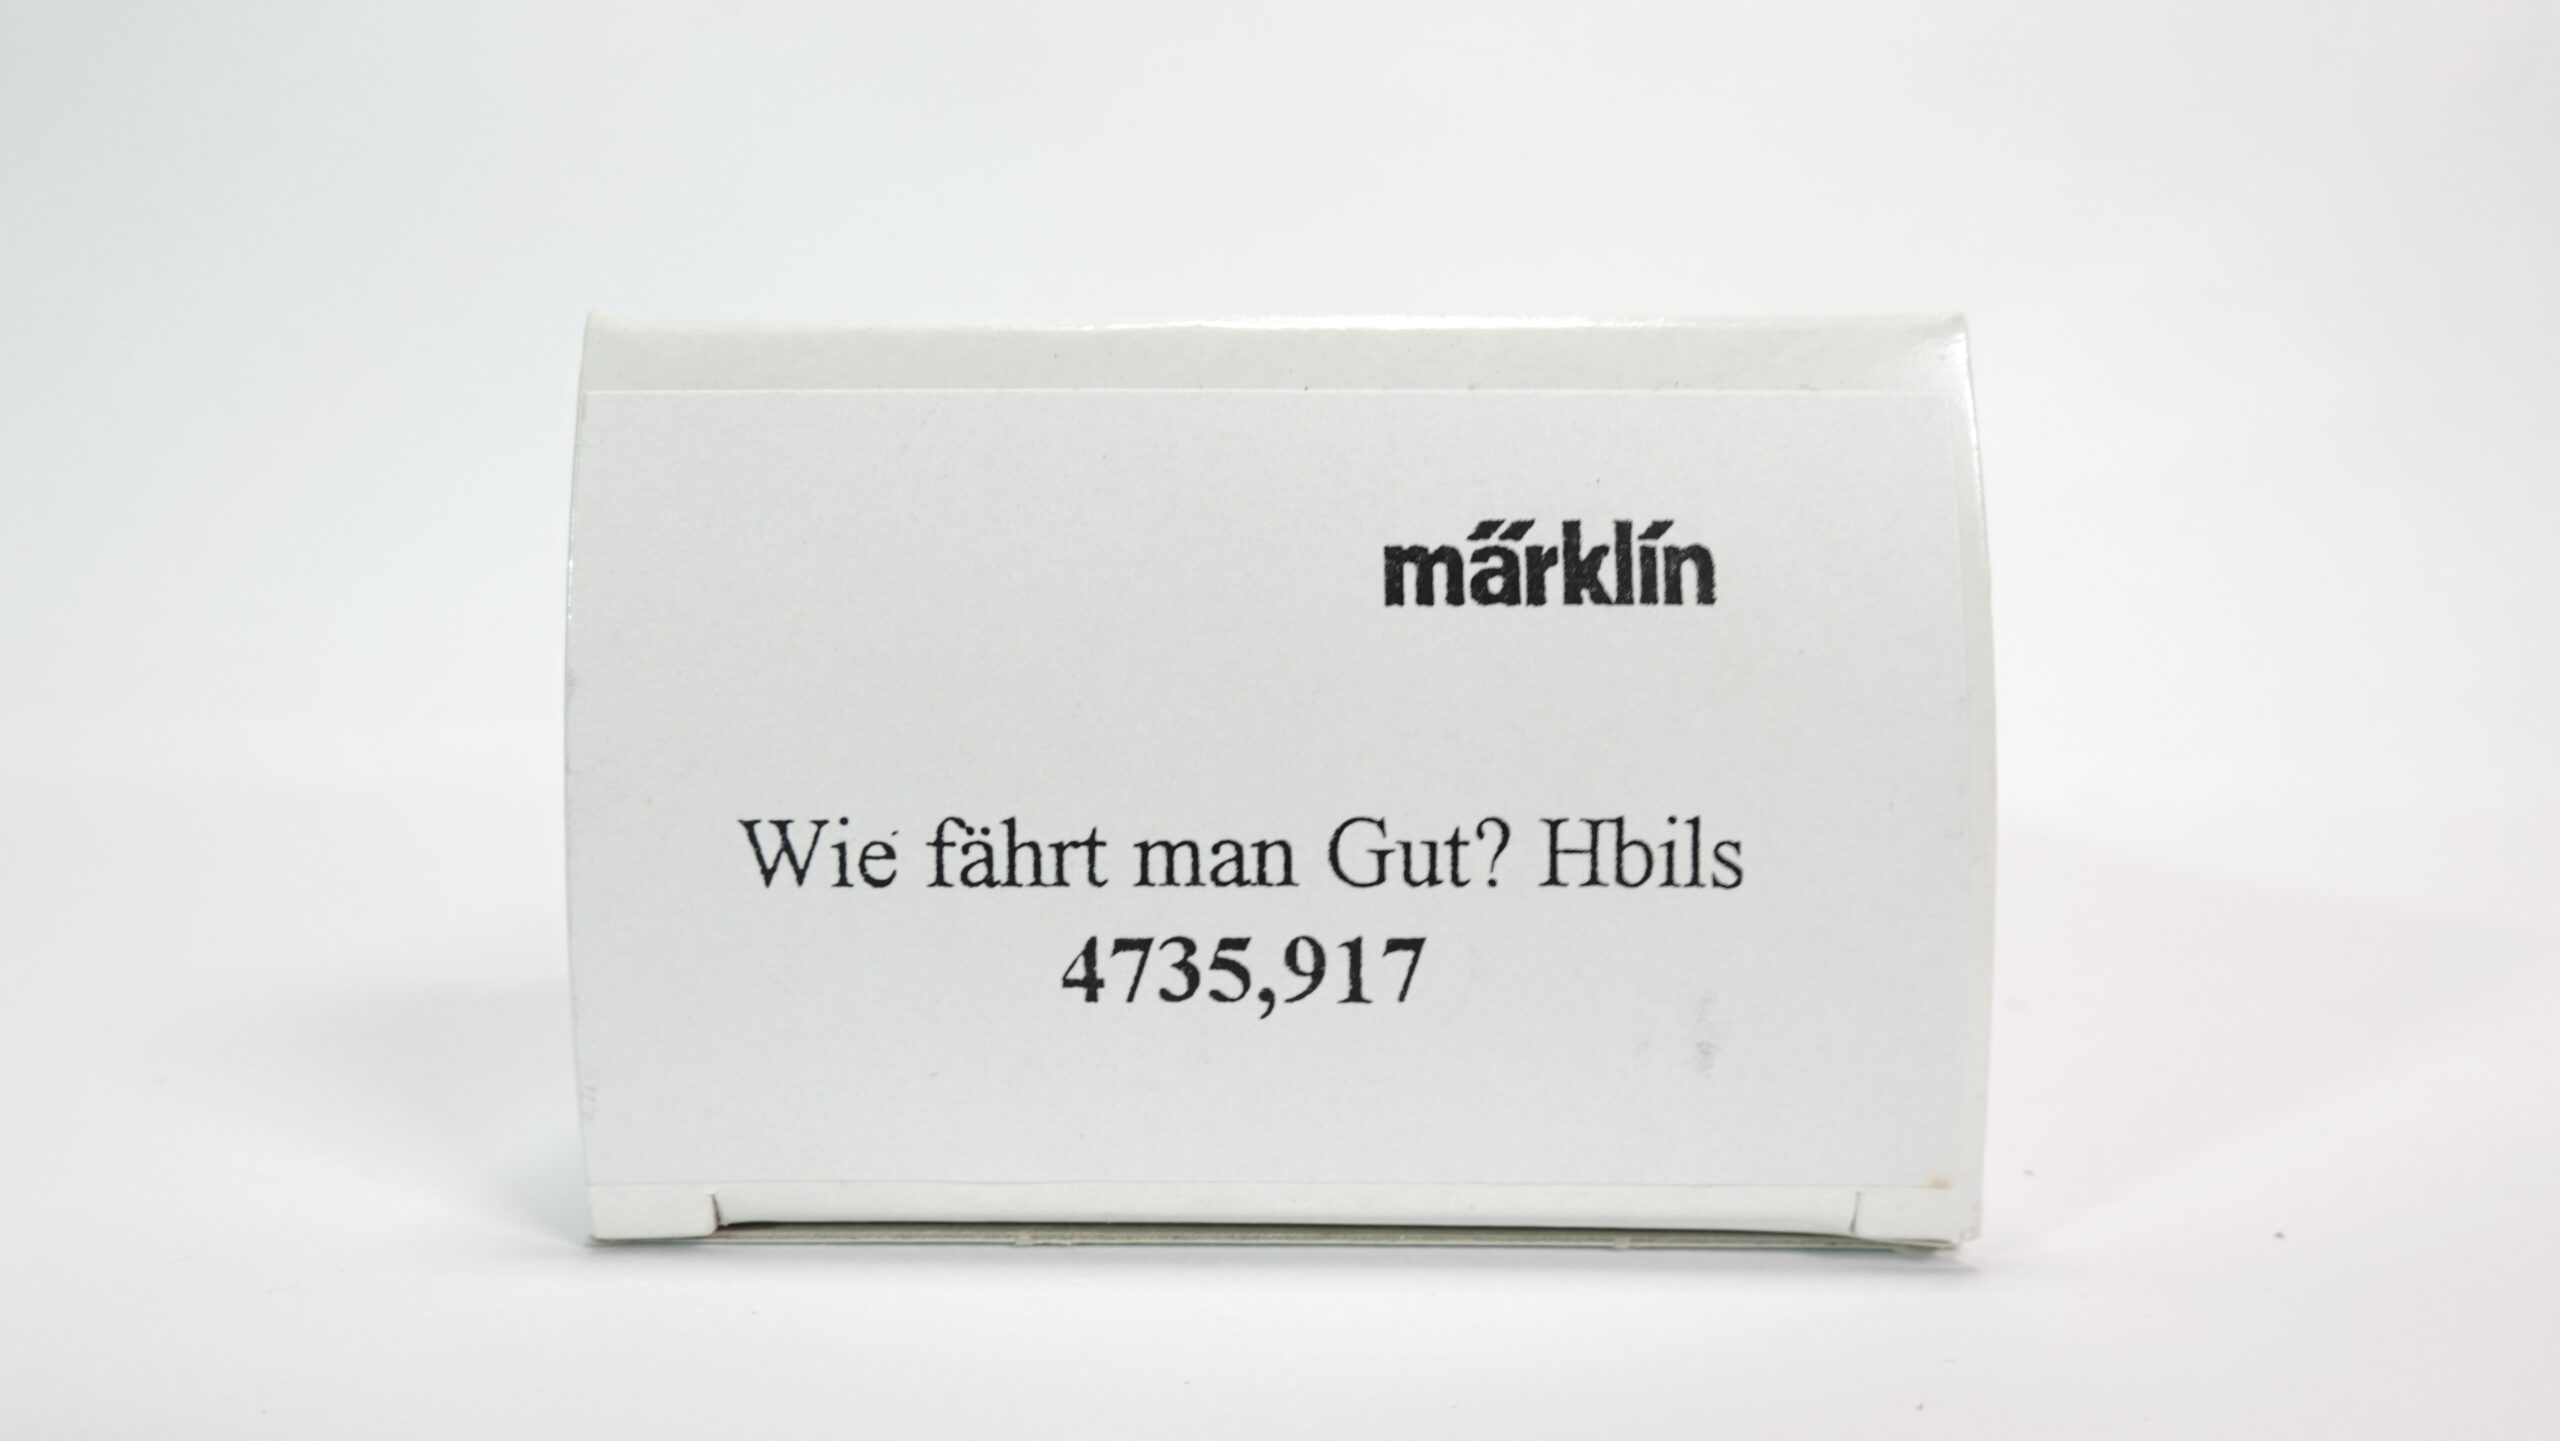 märklin
Wie fährt man Gut? Hbils
4735,917